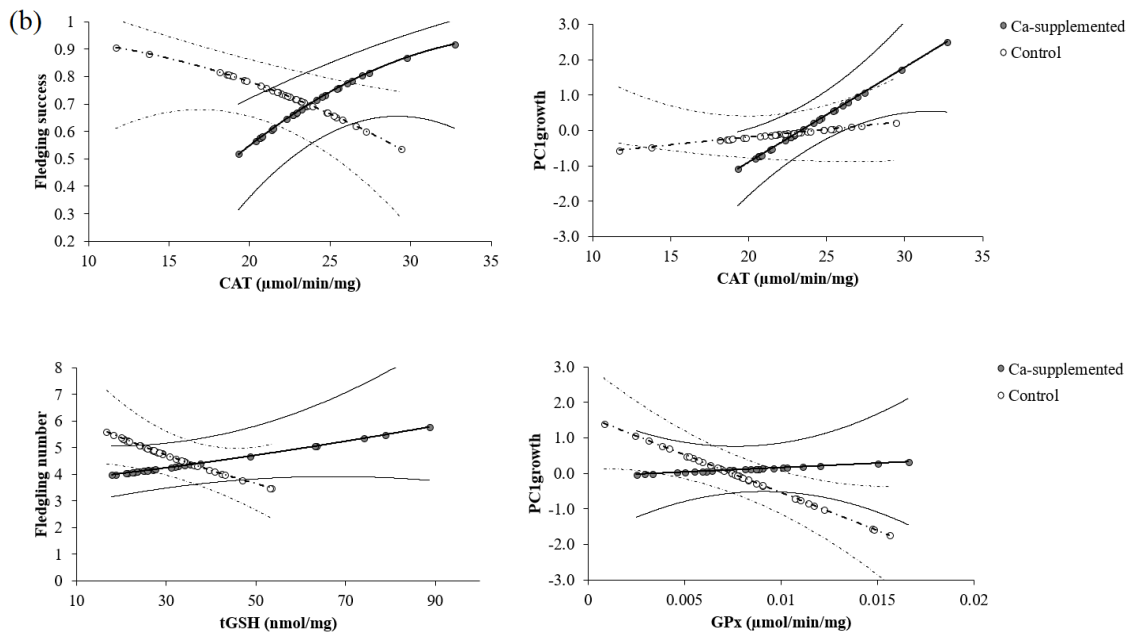 (b)
1
0.9
0.8
0.7
0.6
0.5
0.4
0.3
0.2
Fledging success
10 15 20 25 30 35
CAT (µmol/min/mg)
3.0
2.0
1.0
0.0
-1.0
-2.0
-3.0
PC1growth
10 15 20 25 30 35
CAT (µmol/min/mg)
Ca-supplemented
Control
8
7
6
5
4
3
2
1
0
Fledgling number
10 30 50 70 90
tGSH (nmol/mg)
3.0
2.0
1.0
0.0
-1.0
-2.0
-3.0
PC1growth
0 0.005 0.01 0.015 0.02
GPx (µmol/min/mg)
Ca-supplemented
Control